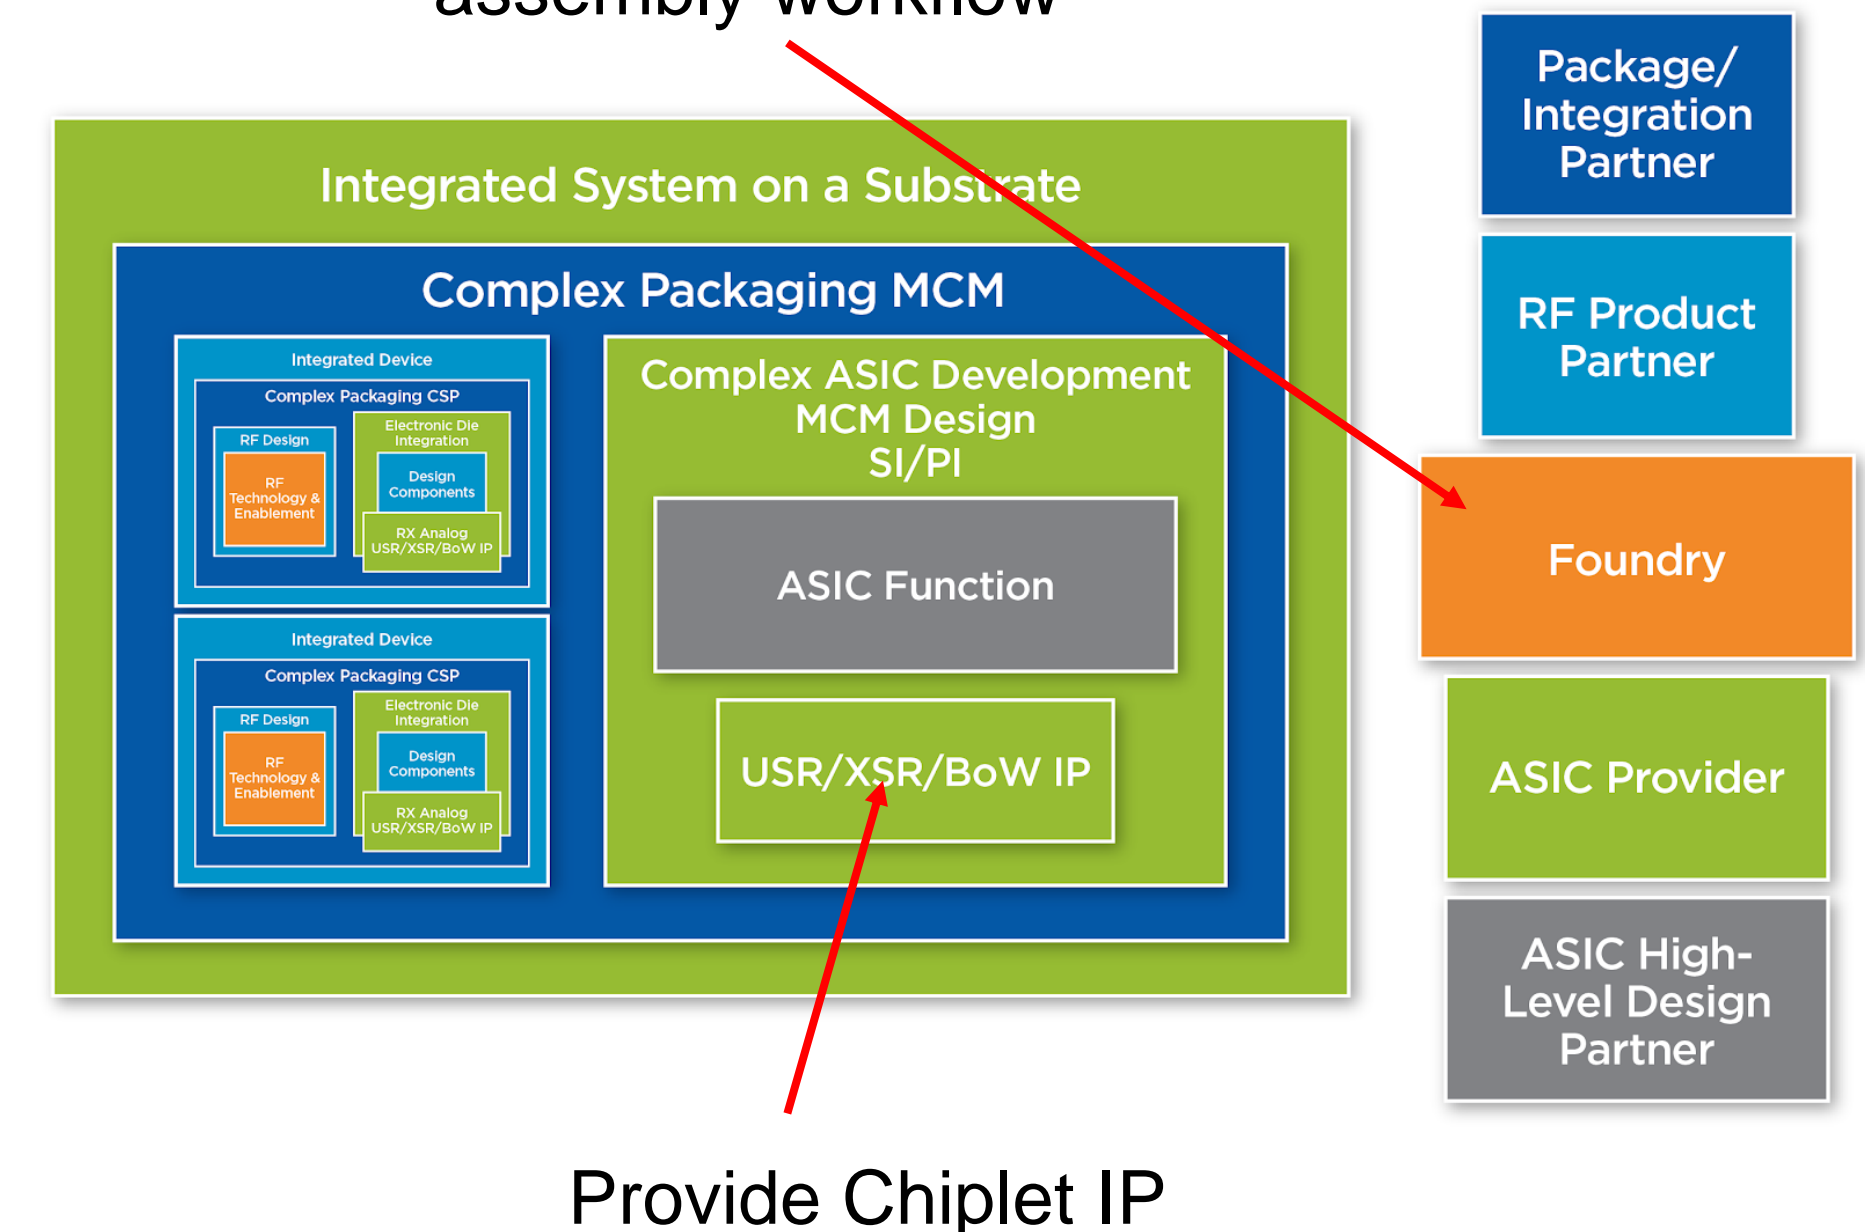 assembly workflow
Integrated System on a Substrate
Complex Packaging MCM
Integrated Device
Complex Packaging CSP
RF Design
RF
Technology &
Enablement
Electronic Die
Integration
Design
Components
RX Analog
USR/XSR/BoW IP
Integrated Device
Complex Packaging CSP
RF Design
RF
Technology &
Enablement
Electronic Die
Integration
Design
Components
RX Analog
USR/XSR/BoW IP
Complex ASIC Development
MCM Design
SI/PI
ASIC Function
USR/XSR/BoW IP
Package/
Integration
Partner
RF Product
Partner
Foundry
ASIC Provider
ASIC High-
Level Design
Partner
Provide Chiplet IP